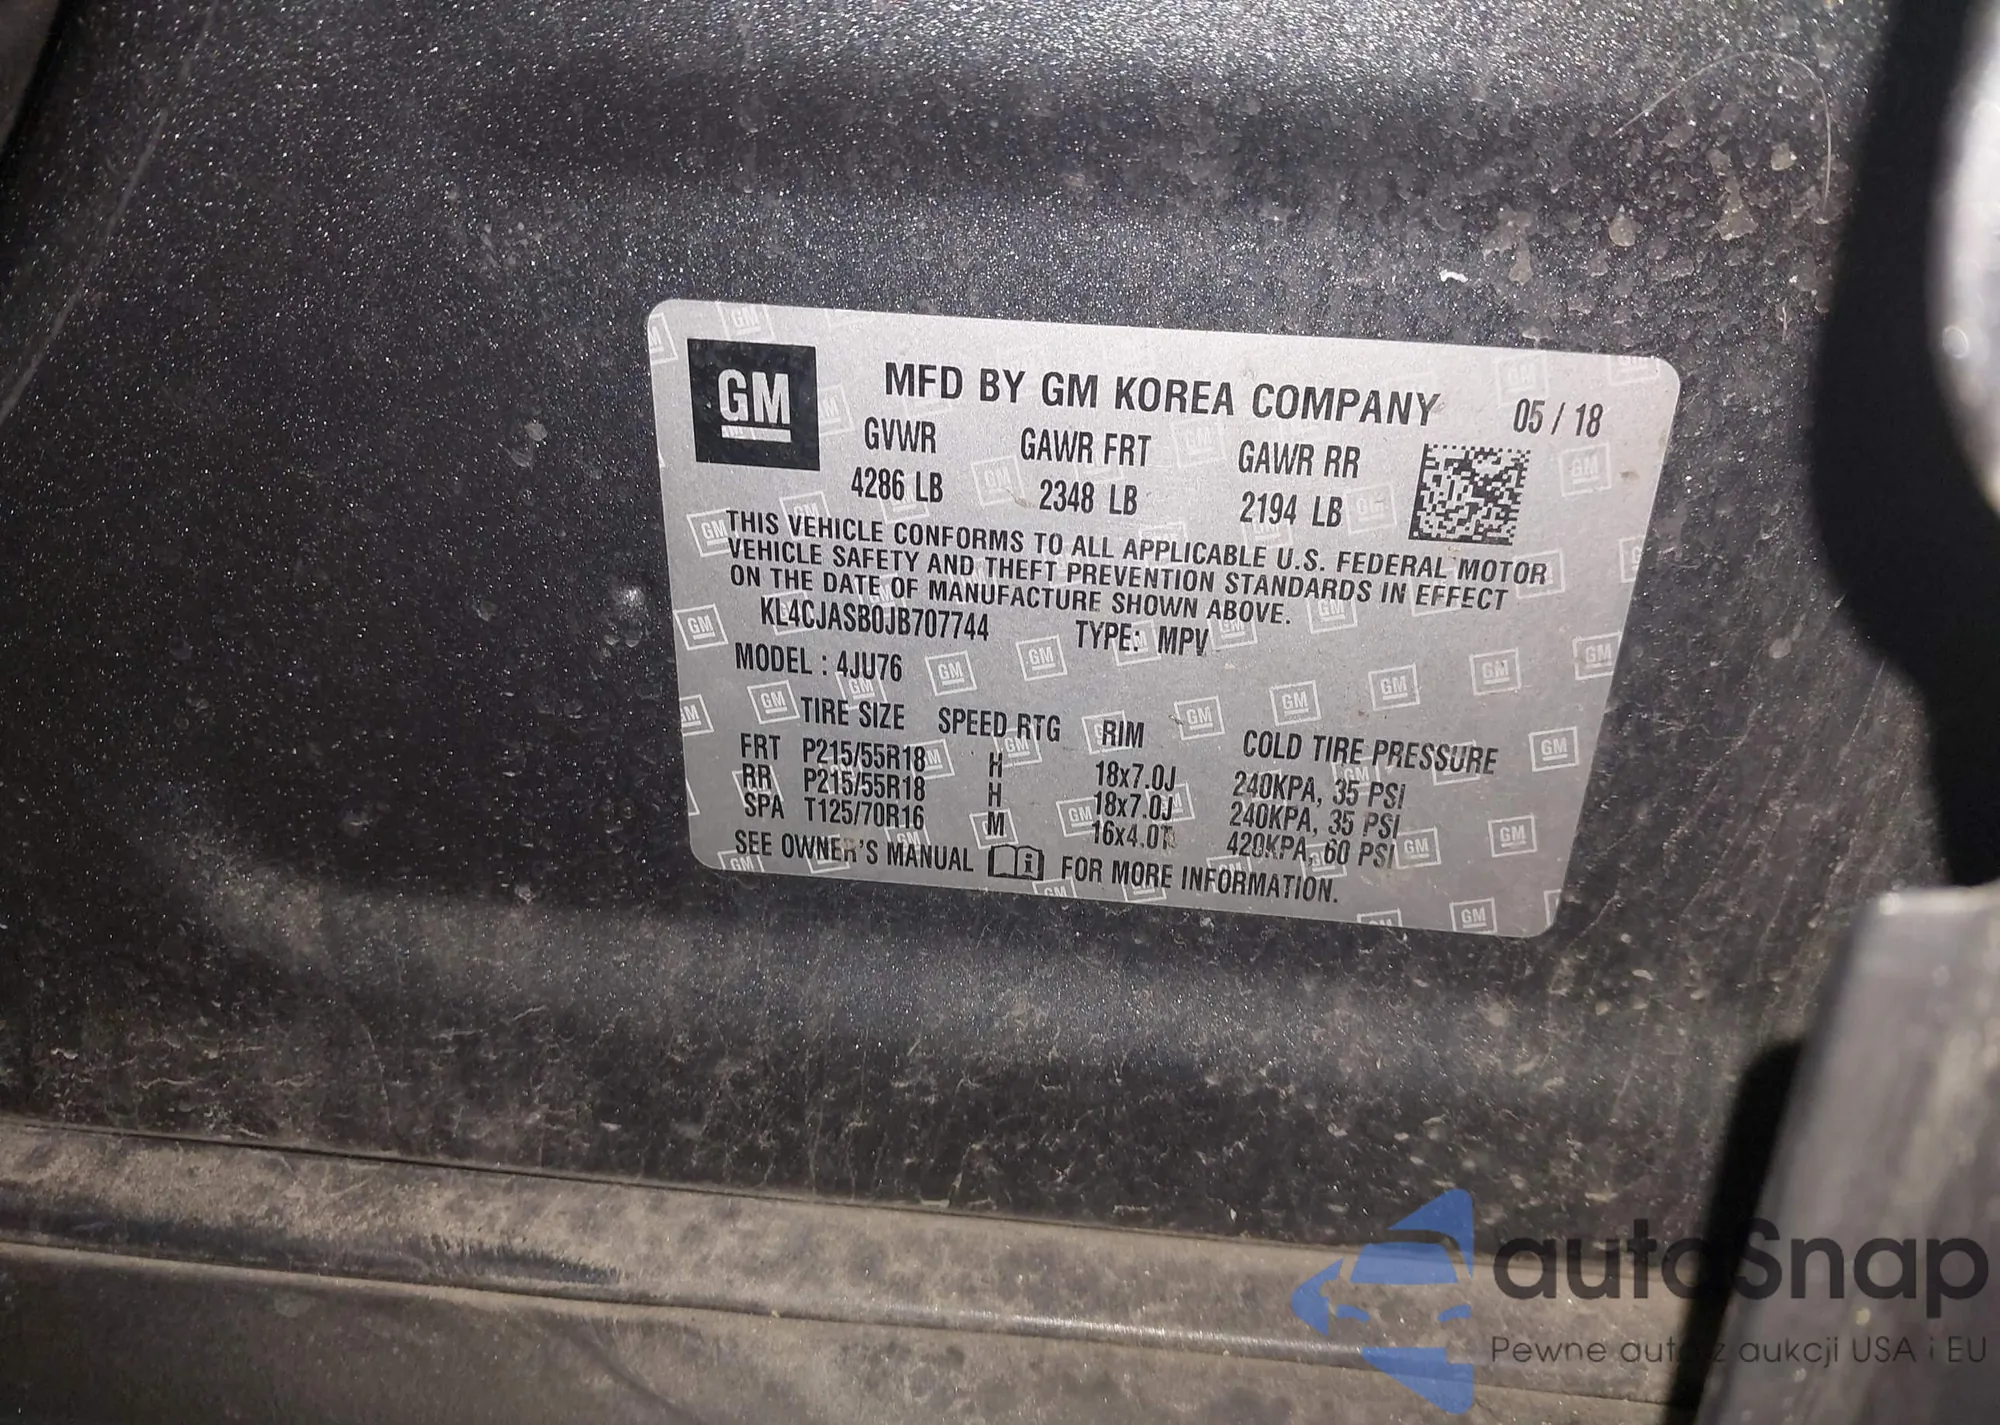 GM
MFD BY GM KOREA COMPANY 05 / 18
GVWR GAWR FRT GAWR RR
4286 LB 2348 LB 2194 LB
THIS VEHICLE CONFORMS TO ALL APPLICABLE U.S. FEDERAL MOTOR
VEHICLE SAFETY AND THEFT PREVENTION STANDARDS IN EFFECT
ON THE DATE OF MANUFACTURE SHOWN ABOVE.
KL4CJASB0JB707744 TYPE: MPV
MODEL : 4JU76
TIRE SIZE SPEED RTG RIM COLD TIRE PRESSURE
FRT P215/55R18 H 18x7.0J 240KPA, 35 PSI
RR P215/55R18 H 18x7.0J 240KPA, 35 PSI
SPA T125/70R16 M 16x4.0T 420KPA, 60 PSI
SEE OWNER'S MANUAL i FOR MORE INFORMATION.
autoSnap
Pewne auto z aukcji USA i EU